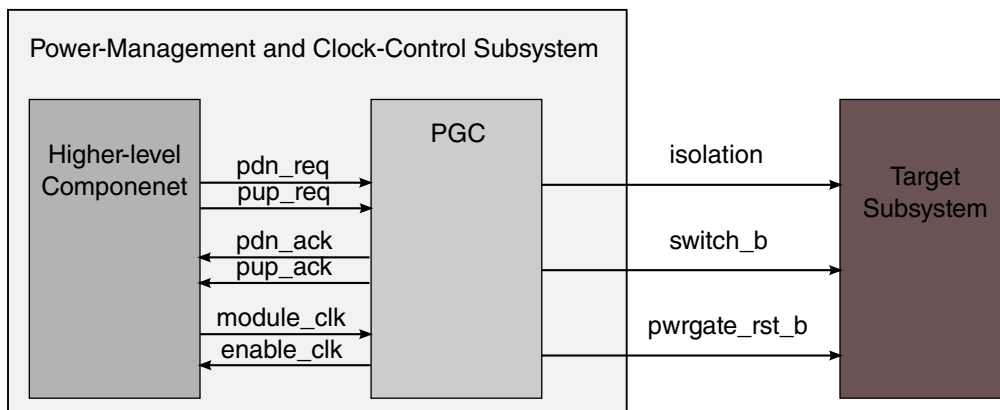 Power-Management and Clock-Control Subsystem
Higher-level
Componenet
PGC
pdn_req
pup_req
pdn_ack
pup_ack
module_clk
enable_clk
isolation
switch_b
pwrgate_rst_b
Target
Subsystem